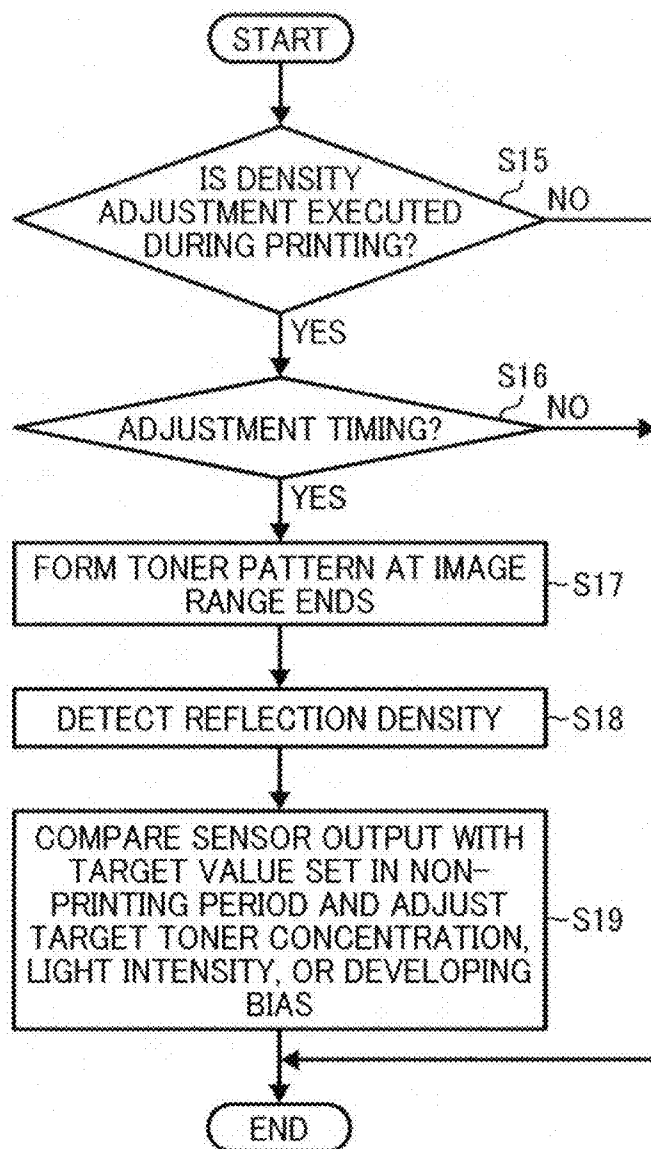 START
S15
IS DENSITY
ADJUSTMENT EXECUTED
DURING PRINTING?
NO
YES
S16
ADJUSTMENT TIMING?
NO
YES
FORM TONER PATTERN AT IMAGE
RANGE ENDS
S17
DETECT REFLECTION DENSITY
S18
COMPARE SENSOR OUTPUT WITH
TARGET VALUE SET IN NON-
PRINTING PERIOD AND ADJUST
TARGET TONER CONCENTRATION,
LIGHT INTENSITY, OR DEVELOPING
BIAS
S19
END